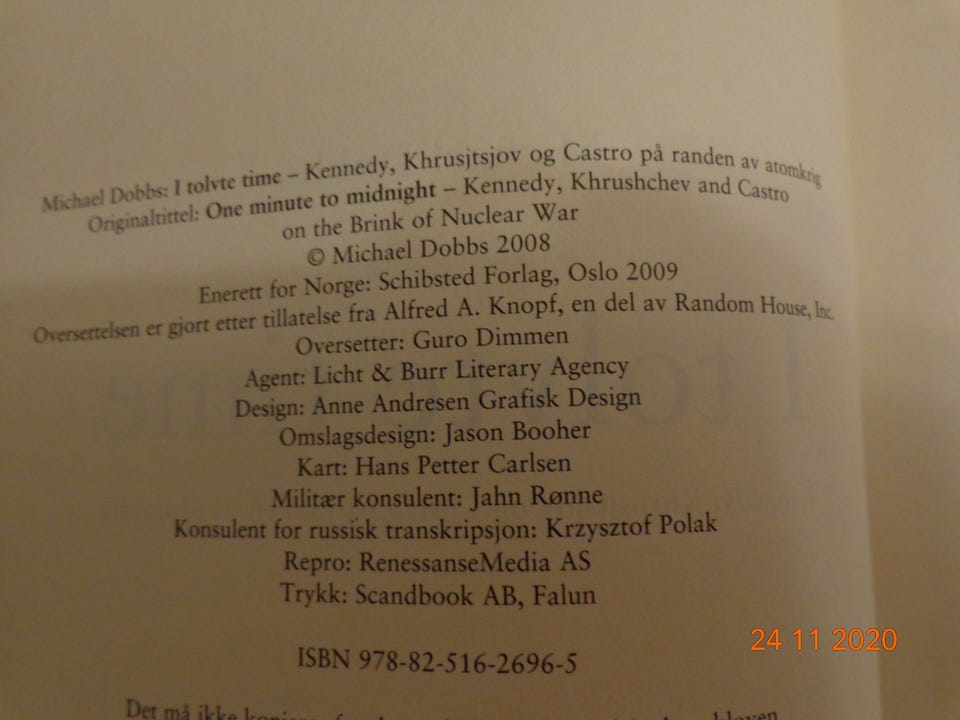 Michael Dobbs: I tolvte time – Kennedy, Khrusjtsjov og Castro på randen av atomkrig
Originaltittel: One minute to midnight – Kennedy, Khrushchev and Castro
on the Brink of Nuclear War
© Michael Dobbs 2008
Enerett for Norge: Schibsted Forlag, Oslo 2009
Oversettelsen er gjort etter tillatelse fra Alfred A. Knopf, en del av Random House, Inc.
Oversetter: Guro Dimmen
Agent: Licht & Burr Literary Agency
Design: Anne Andresen Grafisk Design
Omslagsdesign: Jason Booher
Kart: Hans Petter Carlsen
Militær konsulent: Jahn Rønne
Konsulent for russisk transkripsjon: Krzysztof Polak
Repro: RenessanseMedia AS
Trykk: Scandbook AB, Falun
ISBN 978-82-516-2696-5
24 11 2020
Det må ikke kopieres fra